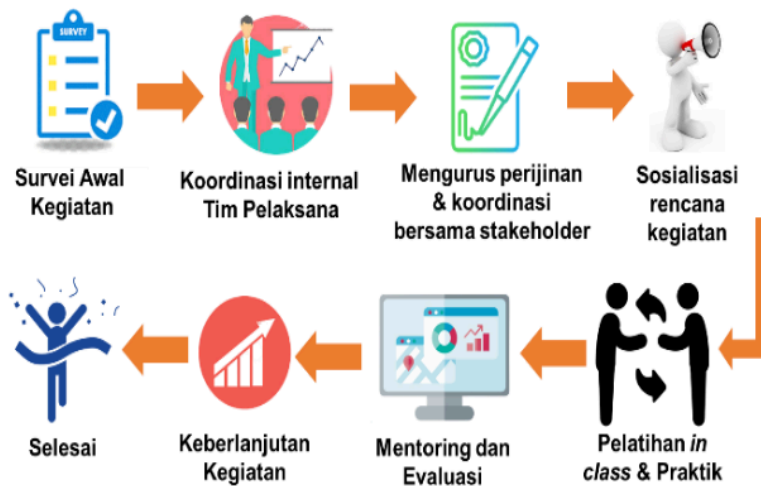 SURVEY
Survei Awal
Kegiatan
Koordinasi internal
Tim Pelaksana
Mengurus perijinan
& koordinasi
bersama stakeholder
Sosialisasi
rencana
kegiatan
Pelatihan in
class & Praktik
Mentoring dan
Evaluasi
Keberlanjutan
Kegiatan
Selesai